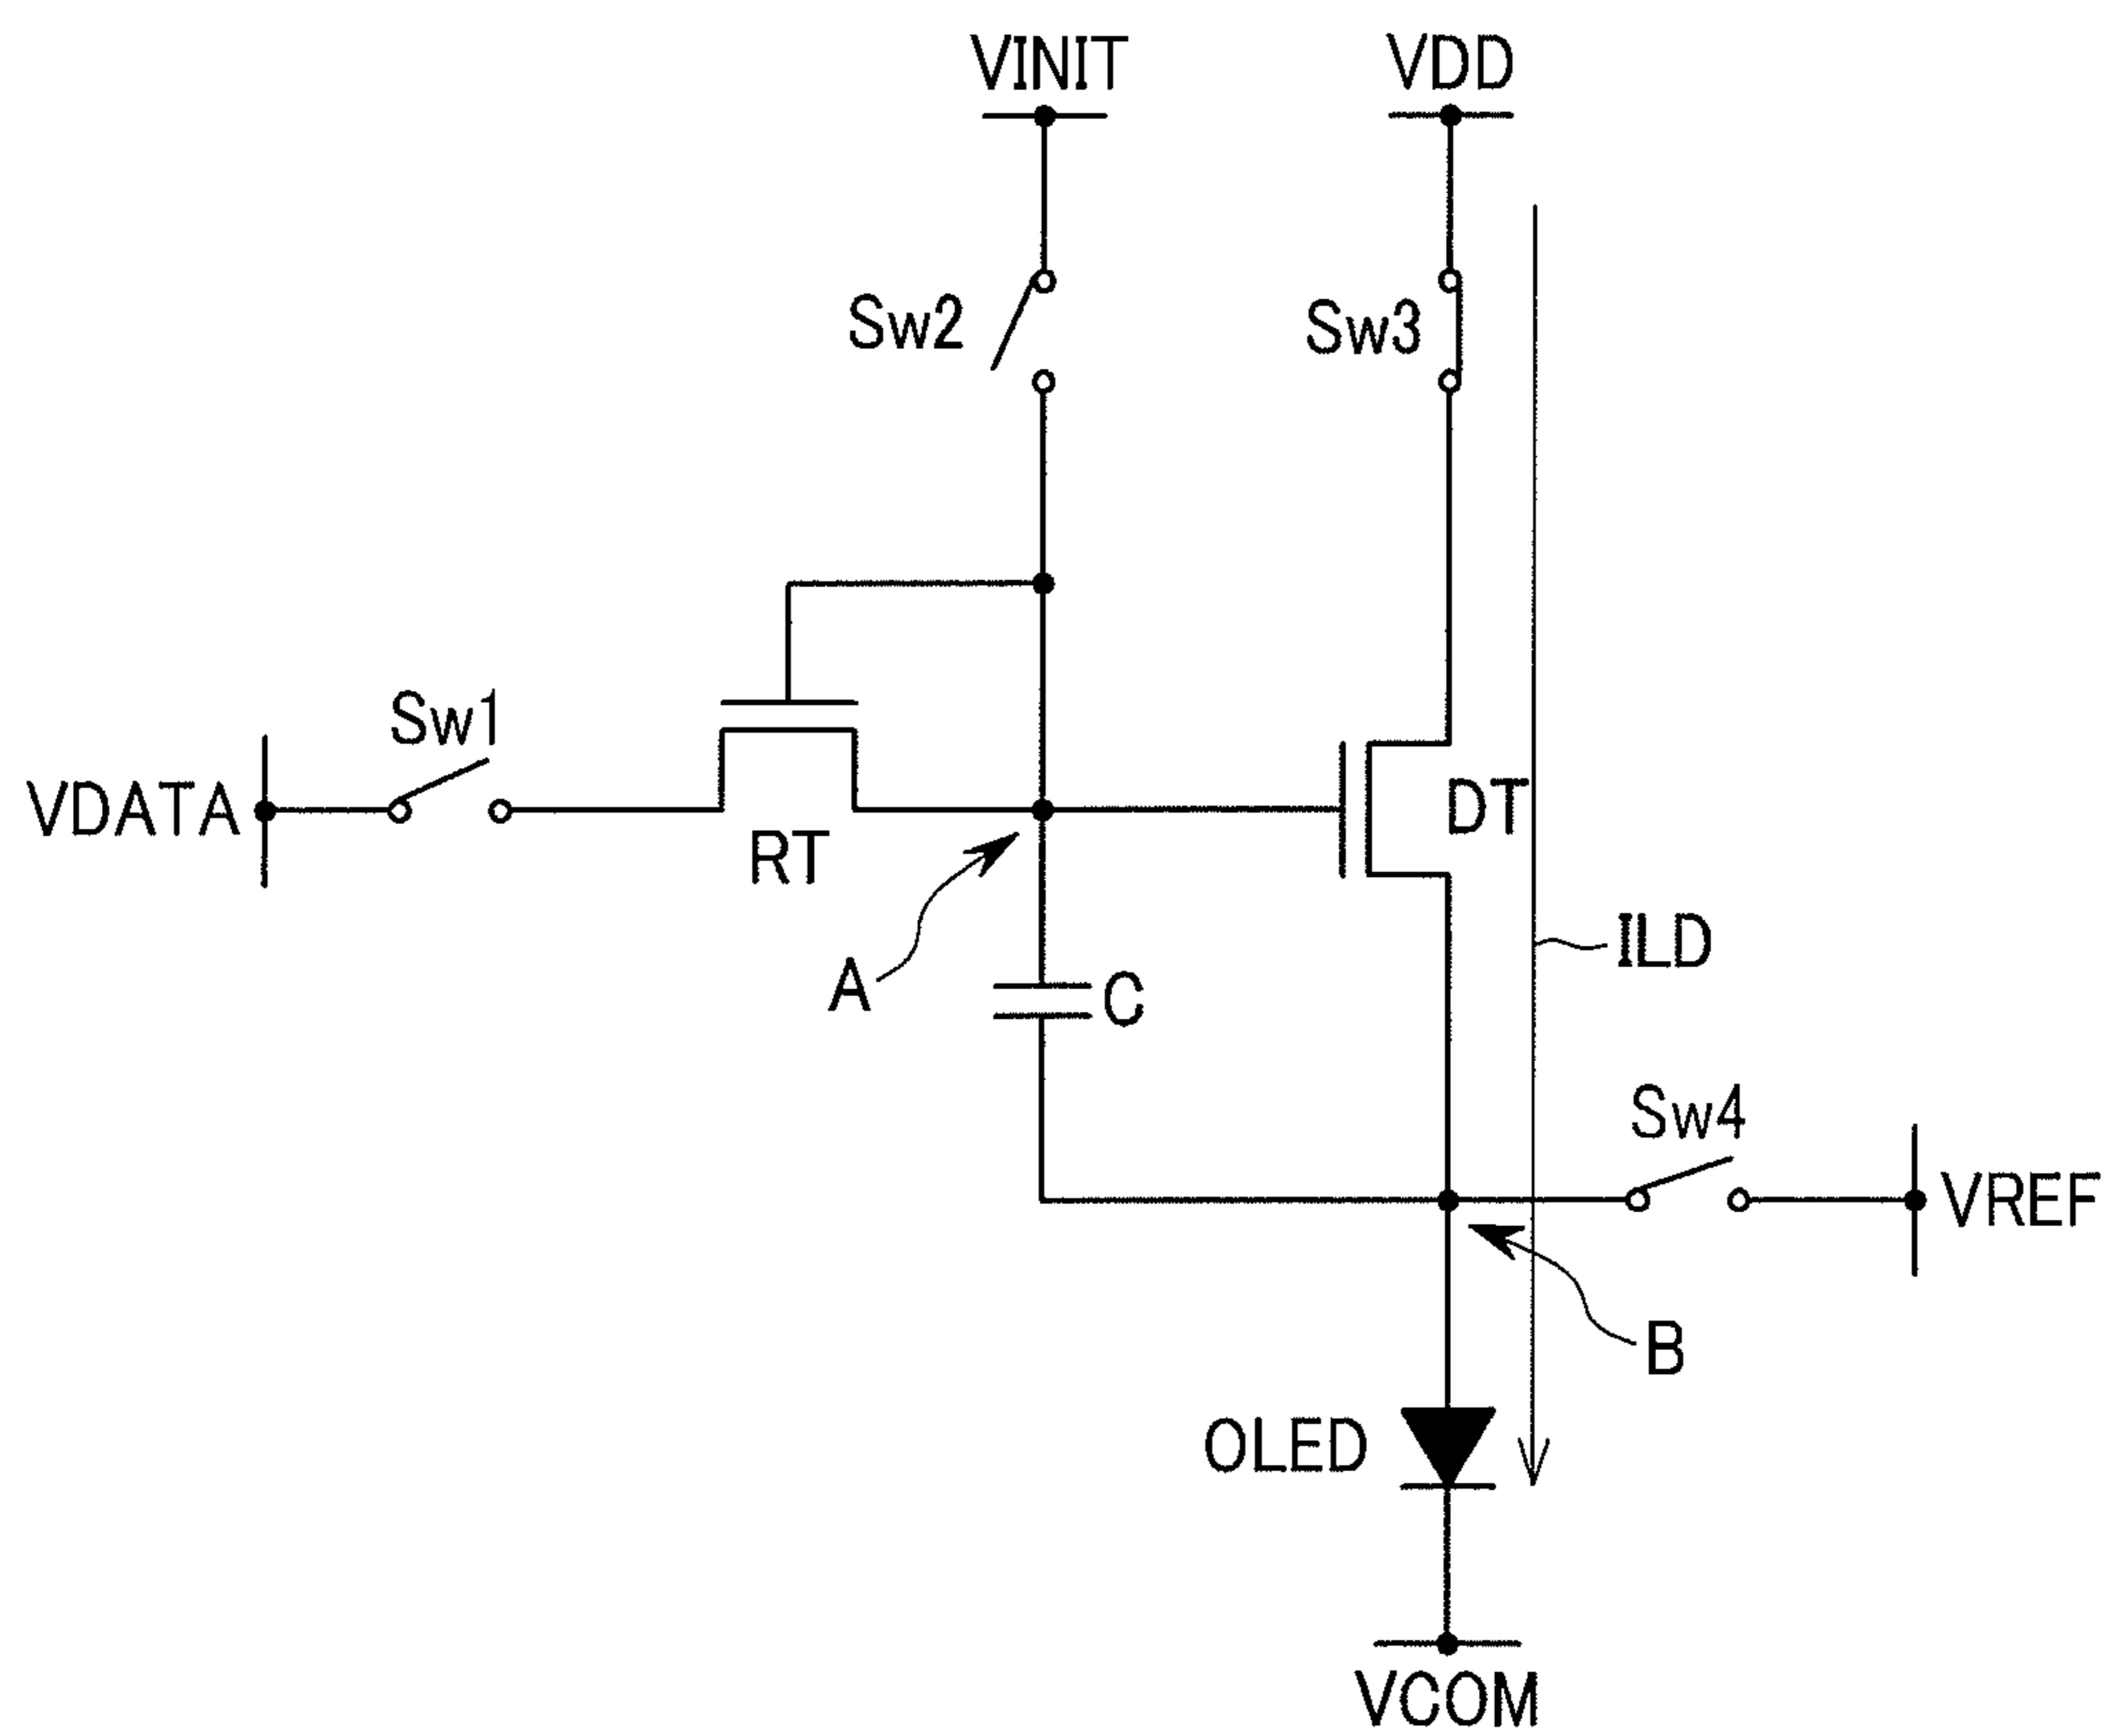 VINIT
VDD
Sw2
Sw3
Sw1
VDATA
DT
RT
ILD
A
C
Sw4
VREF
B
OLED
VCOM